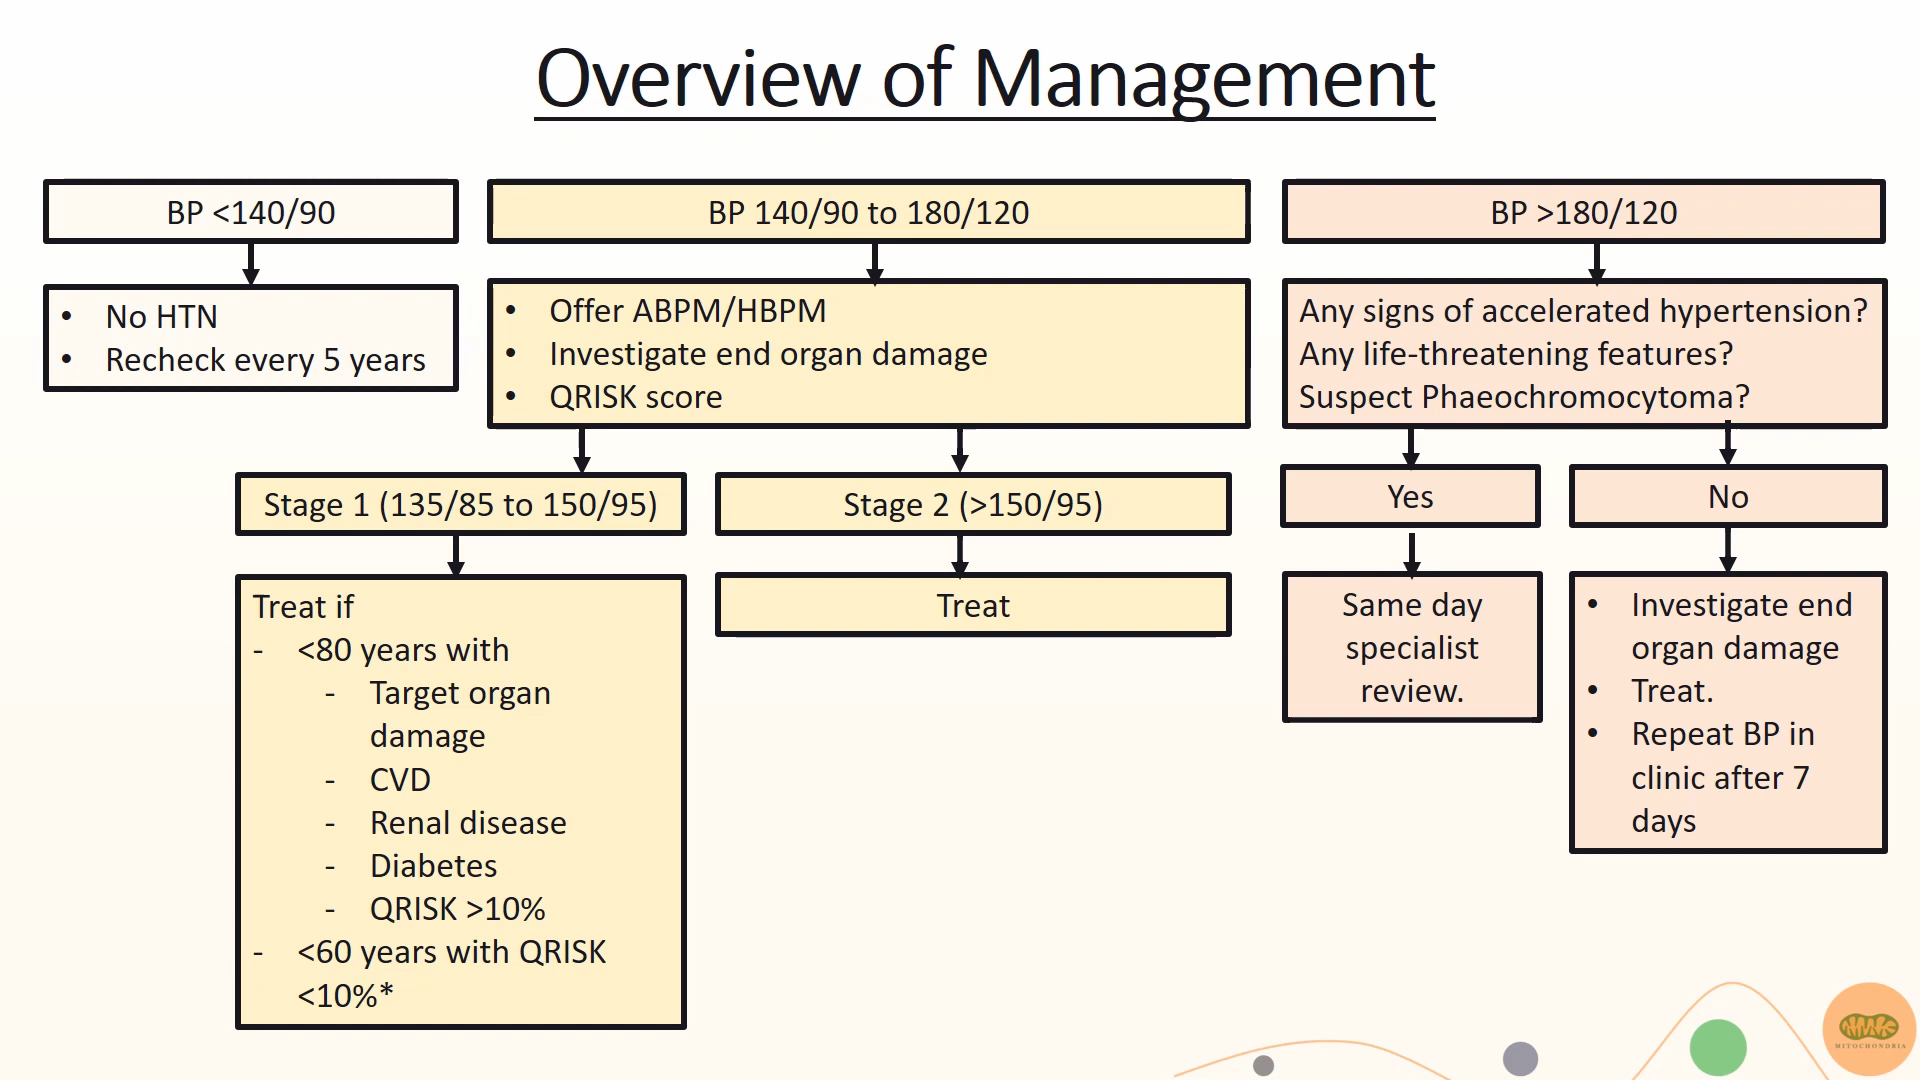 Overview of Management
BP <140/90
• No HTN
• Recheck every 5 years
BP 140/90 to 180/120
• Offer ABPM/HBPM
• Investigate end organ damage
• QRISK score
Stage 1 (135/85 to 150/95)
Treat if
- <80 years with
- Target organ
damage
- CVD
- Renal disease
- Diabetes
- QRISK >10%
- <60 years with QRISK
<10%*
Stage 2 (>150/95)
Treat
BP >180/120
Any signs of accelerated hypertension?
Any life-threatening features?
Suspect Phaeochromocytoma?
Yes
Same day
specialist
review.
No
• Investigate end
organ damage
• Treat.
• Repeat BP in
clinic after 7
days
MITOCHONDRIA